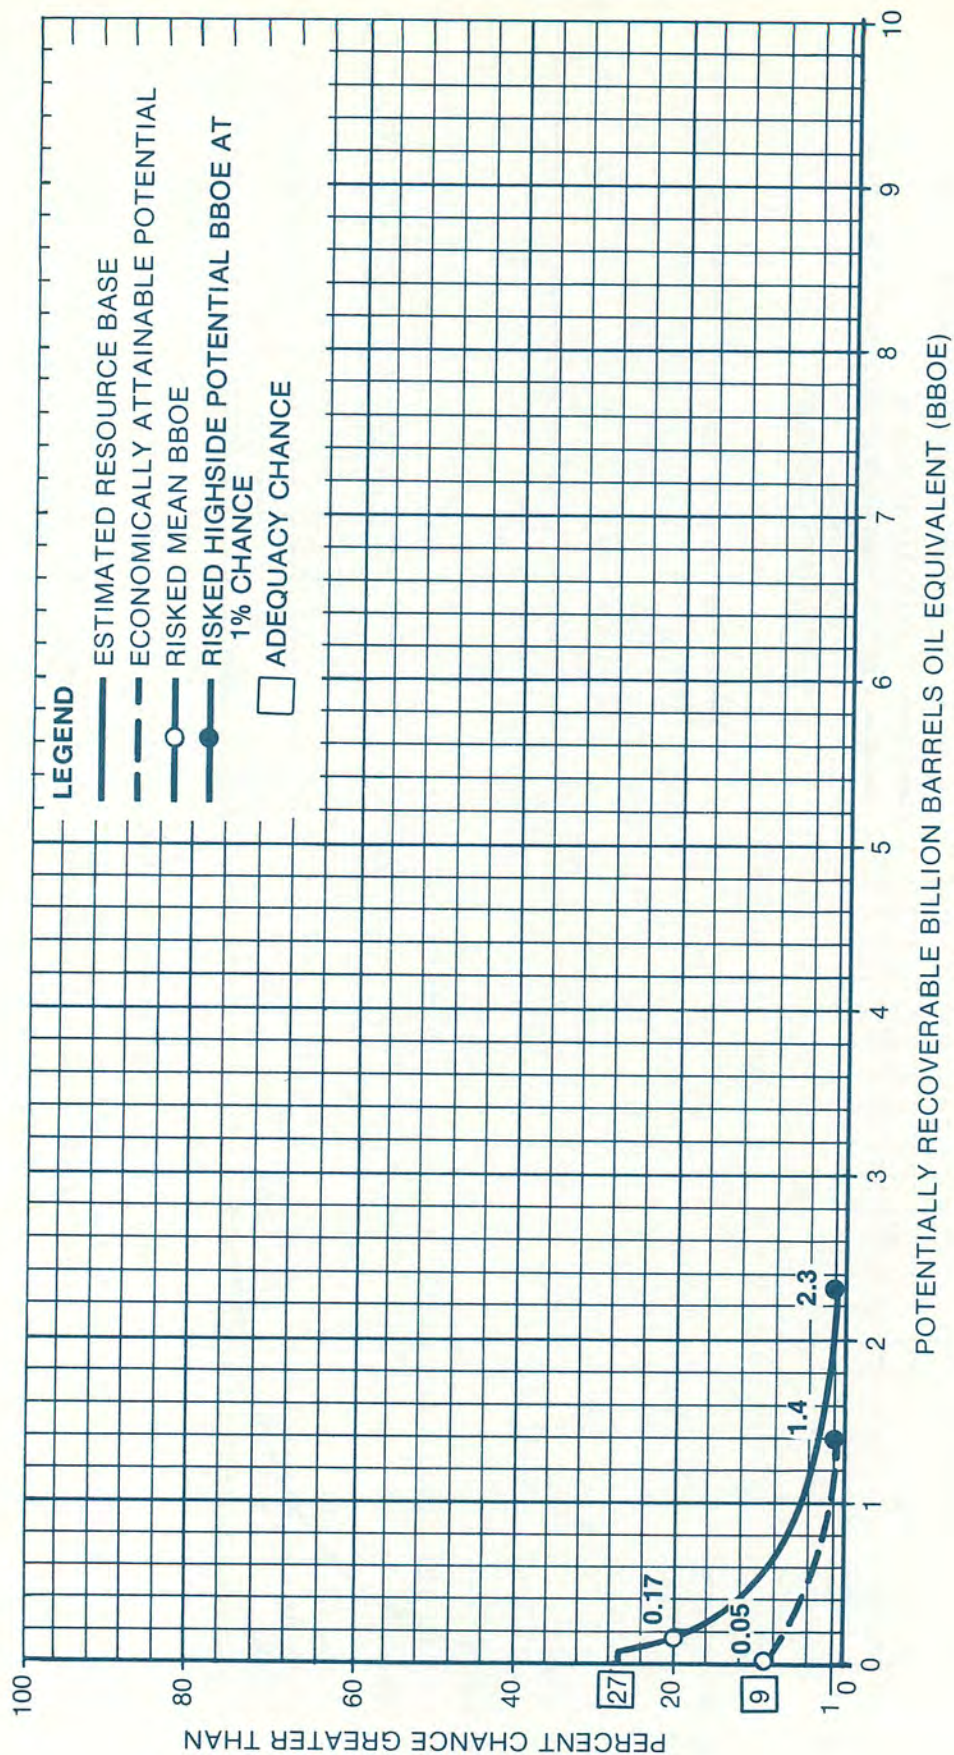 LEGEND
ESTIMATED RESOURCE BASE
ECONOMICALLY ATTAINABLE POTENTIAL
RISKED MEAN BBOE
RISKED HIGHSIDE POTENTIAL BBOE AT
1% CHANCE
ADEQUACY CHANCE
PERCENT CHANCE GREATER THAN
100
80
60
40
27
20
9
1
0
0.17
0.05
1.4
2.3
0
1
2
3
4
5
6
7
8
9
10
POTENTIALLY RECOVERABLE BILLION BARRELS OIL EQUIVALENT (BBOE)